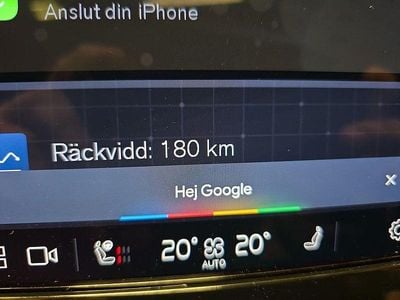 Anslut din iPhone
Räckvidd: 180 km
Hej Google
20° 20°
AUTO